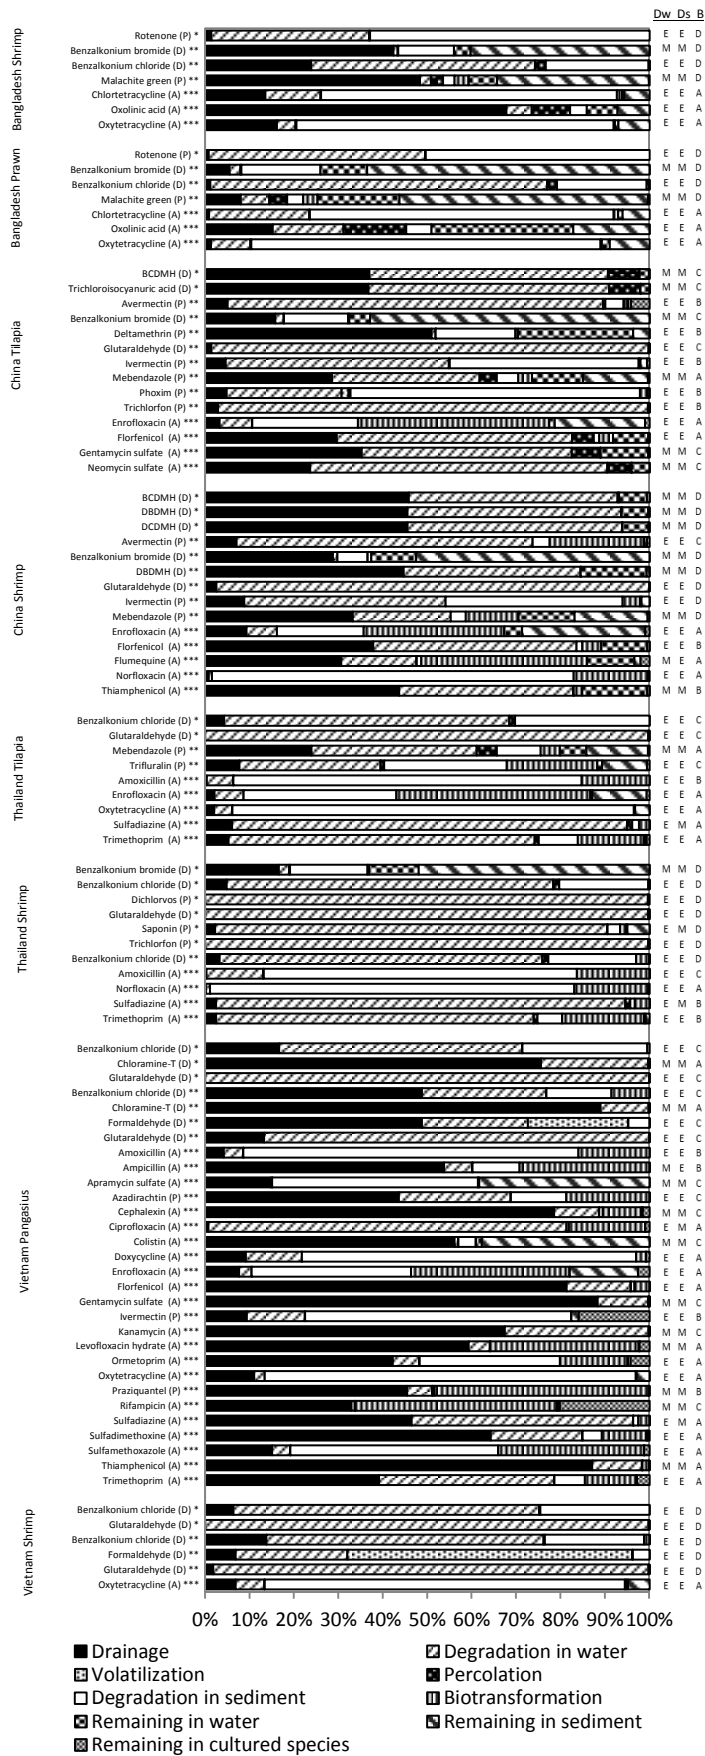 Dw Ds B
Bangladesh Shrimp
Rotenone (P) * E E D
Benzalkonium bromide (D) ** M M D
Benzalkonium chloride (D) ** E E D
Malachite green (P) ** M M D
Chlortetracycline (A) *** E E A
Oxolinic acid (A) *** E E A
Oxytetracycline (A) *** E E A
Bangladesh Prawn
Rotenone (P) * E E D
Benzalkonium bromide (D) ** M M D
Benzalkonium chloride (D) ** E E D
Malachite green (P) ** M M D
Chlortetracycline (A) *** E E A
Oxolinic acid (A) *** E E A
Oxytetracycline (A) *** E E A
China Tilapia
BCDMH (D) * M M C
Trichloroisocyanuric acid (D) * M M C
Avermectin (P) ** E E B
Benzalkonium bromide (D) ** M M C
Deltamethrin (P) ** E E B
Glutaraldehyde (D) ** E E C
Ivermectin (P) ** E E B
Mebendazole (P) ** M M A
Phoxim (P) ** E E B
Trichlorfon (P) ** E E B
Enrofloxacin (A) *** E E A
Florfenicol (A) *** E E A
Gentamycin sulfate (A) *** M M C
Neomycin sulfate (A) *** M M C
China Shrimp
BCDMH (D) * M M D
DBDMH (D) * M M D
DCDMH (D) * M M D
Avermectin (P) ** E E C
Benzalkonium bromide (D) ** M M D
DBDMH (D) ** M M D
Glutaraldehyde (D) ** E E D
Ivermectin (P) ** E E D
Mebendazole (P) ** M M D
Enrofloxacin (A) *** E E A
Florfenicol (A) *** E E B
Flumequine (A) *** M E A
Norfloxacin (A) *** E E A
Thiamphenicol (A) *** M M B
Thailand Tilapia
Benzalkonium chloride (D) * E E C
Glutaraldehyde (D) * E E C
Mebendazole (P) ** M M A
Trifluralin (P) ** E E C
Amoxicillin (A) *** E E B
Enrofloxacin (A) *** E E A
Oxytetracycline (A) *** E E A
Sulfadiazine (A) *** E M A
Trimethoprim (A) *** E E A
Thailand Shrimp
Benzalkonium bromide (D) * M M D
Benzalkonium chloride (D) * E E D
Dichlorvos (P) * E E D
Glutaraldehyde (D) * E E D
Saponin (P) * E M D
Trichlorfon (P) * E E D
Benzalkonium chloride (D) ** E E D
Amoxicillin (A) *** E E C
Norfloxacin (A) *** E E A
Sulfadiazine (A) *** E M B
Trimethoprim (A) *** E E B
Vietnam Pangasius
Benzalkonium chloride (D) * E E C
Chloramine-T (D) * M M A
Glutaraldehyde (D) * E E C
Benzalkonium chloride (D) ** E E C
Chloramine-T (D) ** M M A
Formaldehyde (D) ** E E C
Glutaraldehyde (D) ** E E C
Amoxicillin (A) *** E E B
Ampicillin (A) *** M E B
Apramycin sulfate (A) *** M M C
Azadirachtin (P) *** E E C
Cephalexin (A) *** M M C
Ciprofloxacin (A) *** E M A
Colistin (A) *** M M C
Doxycycline (A) *** E E A
Enrofloxacin (A) *** E E A
Florfenicol (A) *** E E A
Gentamycin sulfate (A) *** M M C
Ivermectin (P) *** E E B
Kanamycin (A) *** M M C
Levofloxacin hydrate (A) *** M M A
Ormetoprim (A) *** E E A
Oxytetracycline (A) *** E E A
Praziquantel (P) *** M M B
Rifampicin (A) *** M M C
Sulfadiazine (A) *** E M A
Sulfadimethoxine (A) *** E E A
Sulfamethoxazole (A) *** E E A
Thiamphenicol (A) *** M M A
Trimethoprim (A) *** E E A
Vietnam Shrimp
Benzalkonium chloride (D) * E E D
Glutaraldehyde (D) * E E D
Benzalkonium chloride (D) ** E E D
Formaldehyde (D) ** E E D
Glutaraldehyde (D) ** E E D
Oxytetracycline (A) *** E E A
0% 10% 20% 30% 40% 50% 60% 70% 80% 90% 100%
Drainage Degradation in water
Volatilization Percolation
Degradation in sediment Biotransformation
Remaining in water Remaining in sediment
Remaining in cultured species